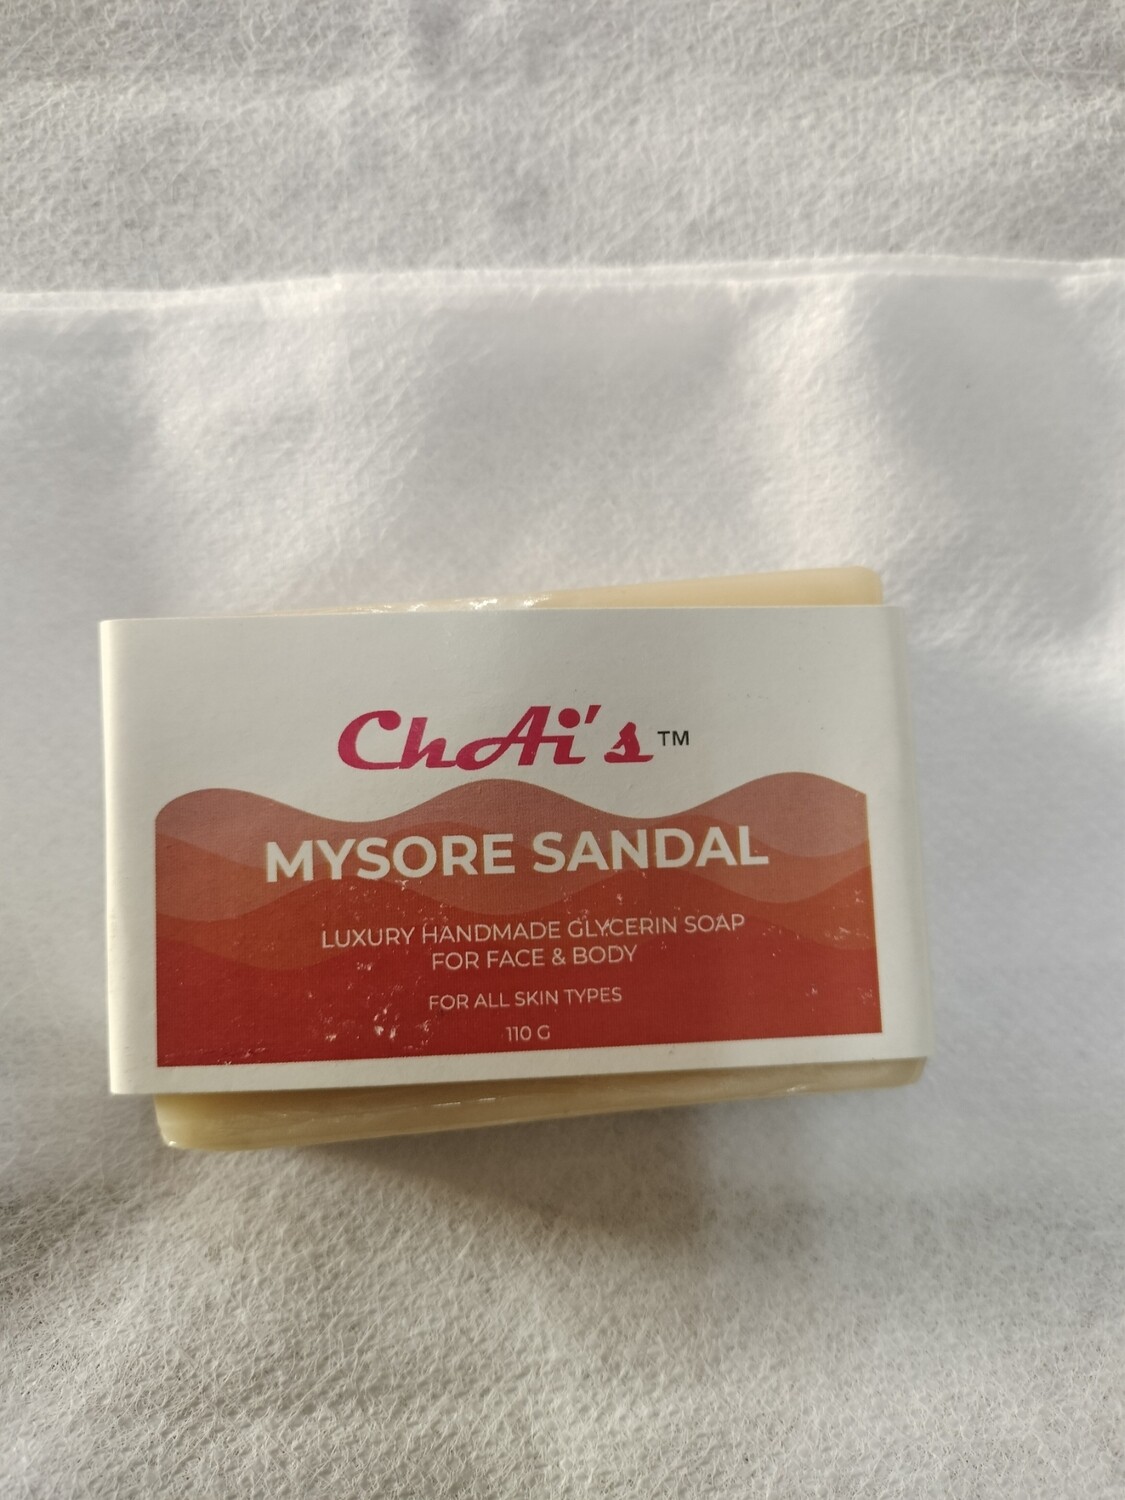 ChAi's™
MYSORE SANDAL
LUXURY HANDMADE GLYCERIN SOAP
FOR FACE & BODY
FOR ALL SKIN TYPES
110 G